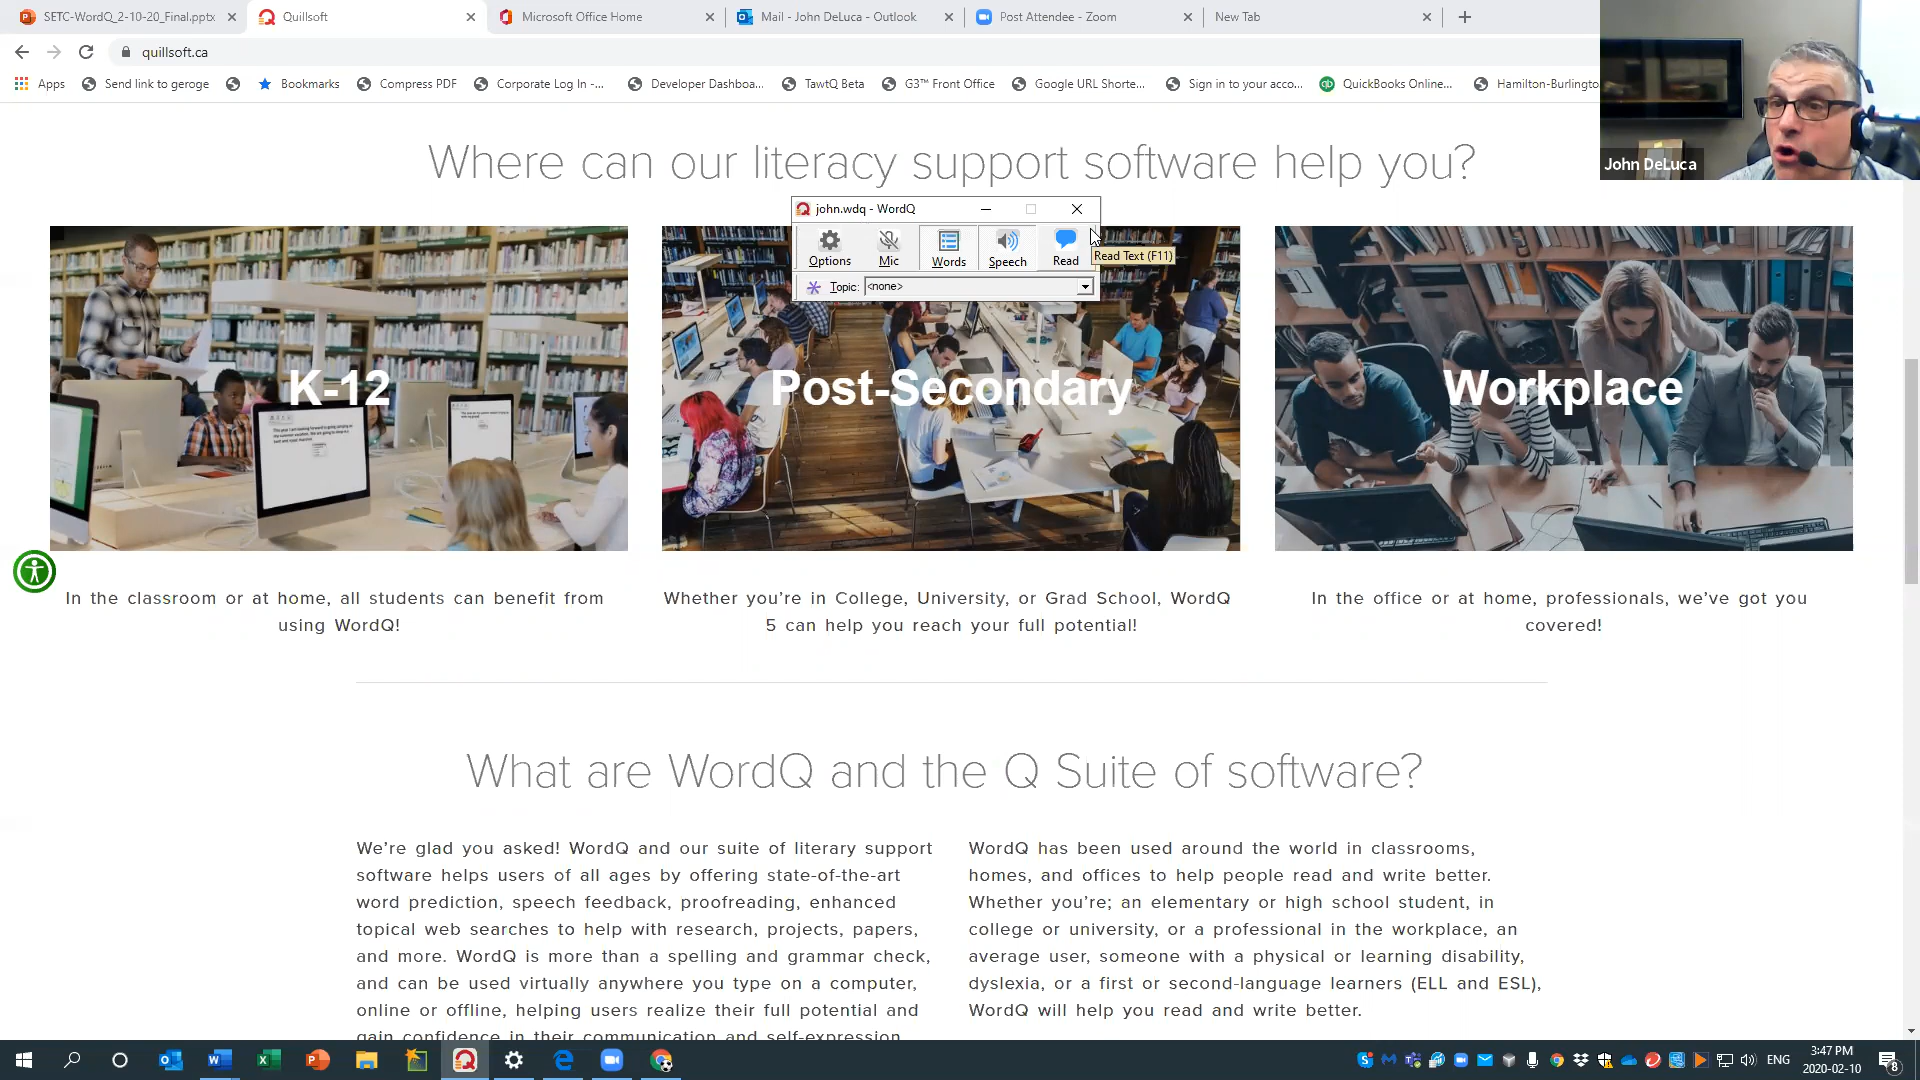 SETC-WordQ_2-10-20_Final.pptx
Quillsoft
Microsoft Office Home
Mail - John DeLuca - Outlook
Post Attendee - Zoom
New Tab
quillsoft.ca
Apps
Send link to geroge
Bookmarks
Compress PDF
Corporate Log In -...
Developer Dashboa...
TawtQ Beta
G3™ Front Office
Google URL Shorte...
Sign in to your acco...
QuickBooks Online...
Hamilton-Burlingto
John DeLuca
Where can our literacy support software help you?
john.wdq - WordQ
Options
Mic
Words
Speech
Read
Read Text (F11)
Topic:
<none>
K-12
Post-Secondary
Workplace
In the classroom or at home, all students can benefit from
using WordQ!
Whether you're in College, University, or Grad School, WordQ
5 can help you reach your full potential!
In the office or at home, professionals, we've got you
covered!
What are WordQ and the Q Suite of software?
We're glad you asked! WordQ and our suite of literary support
software helps users of all ages by offering state-of-the-art
word prediction, speech feedback, proofreading, enhanced
topical web searches to help with research, projects, papers,
and more. WordQ is more than a spelling and grammar check,
and can be used virtually anywhere you type on a computer,
online or offline, helping users realize their full potential and
gain confidence in their communication and self-expression
WordQ has been used around the world in classrooms,
homes, and offices to help people read and write better.
Whether you're; an elementary or high school student, in
college or university, or a professional in the workplace, an
average user, someone with a physical or learning disability,
dyslexia, or a first or second-language learners (ELL and ESL),
WordQ will help you read and write better.
ENG
3:47 PM
2020-02-10
8